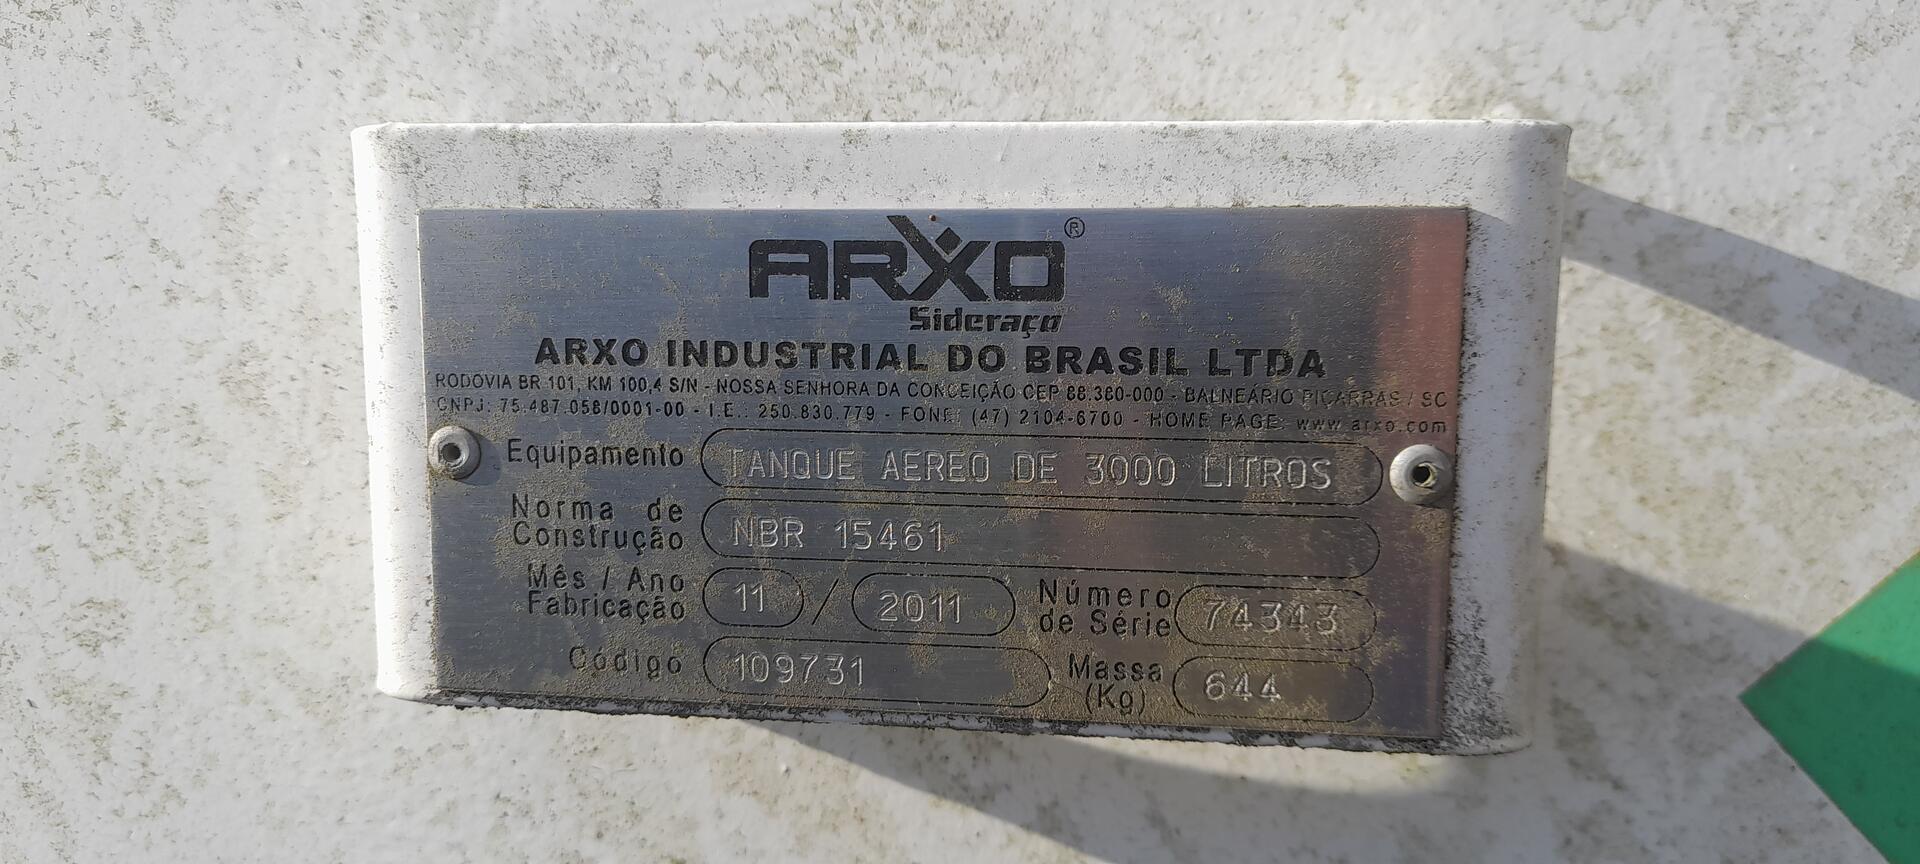 ARXO®
Sideraço
ARXO INDUSTRIAL DO BRASIL LTDA
RODOVIA BR 101, KM 100,4 S/N - NOSSA SENHORA DA CONCEIÇÃO CEP 88.380-000 - BALNEÁRIO PIÇARRAS / SC
CNPJ: 75.487.058/0001-00 - I.E.: 250.830.779 - FONE: (47) 2104-6700 - HOME PAGE: www.arxo.com
Equipamento TANQUE AEREO DE 3000 LITROS
Norma de
Construção NBR 15461
Mês / Ano
Fabricação 11 / 2011
Número
de Série 74343
Código 109731
Massa
(Kg) 644